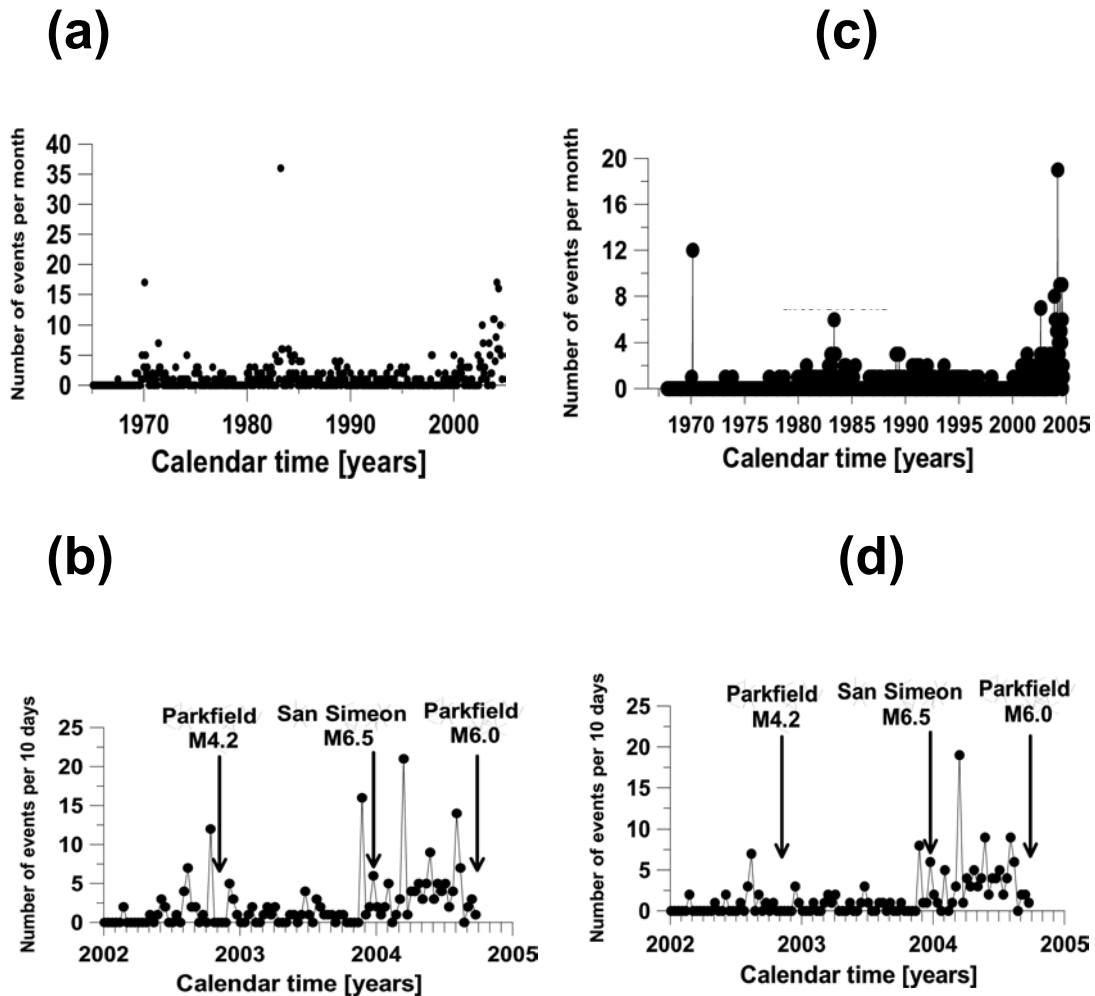 (a)
Number of events per month
40
35
30
25
20
15
10
5
0
1970 1980 1990 2000
Calendar time [years]
(c)
Number of events per month
20
16
12
8
4
0
1970 1975 1980 1985 1990 1995 2000 2005
Calendar time [years]
(b)
Number of events per 10 days
Parkfield
M4.2
San Simeon
M6.5
Parkfield
M6.0
25
20
15
10
5
0
2002 2003 2004 2005
Calendar time [years]
(d)
Number of events per 10 days
Parkfield
M4.2
San Simeon
M6.5
Parkfield
M6.0
25
20
15
10
5
0
2002 2003 2004 2005
Calendar time [years]